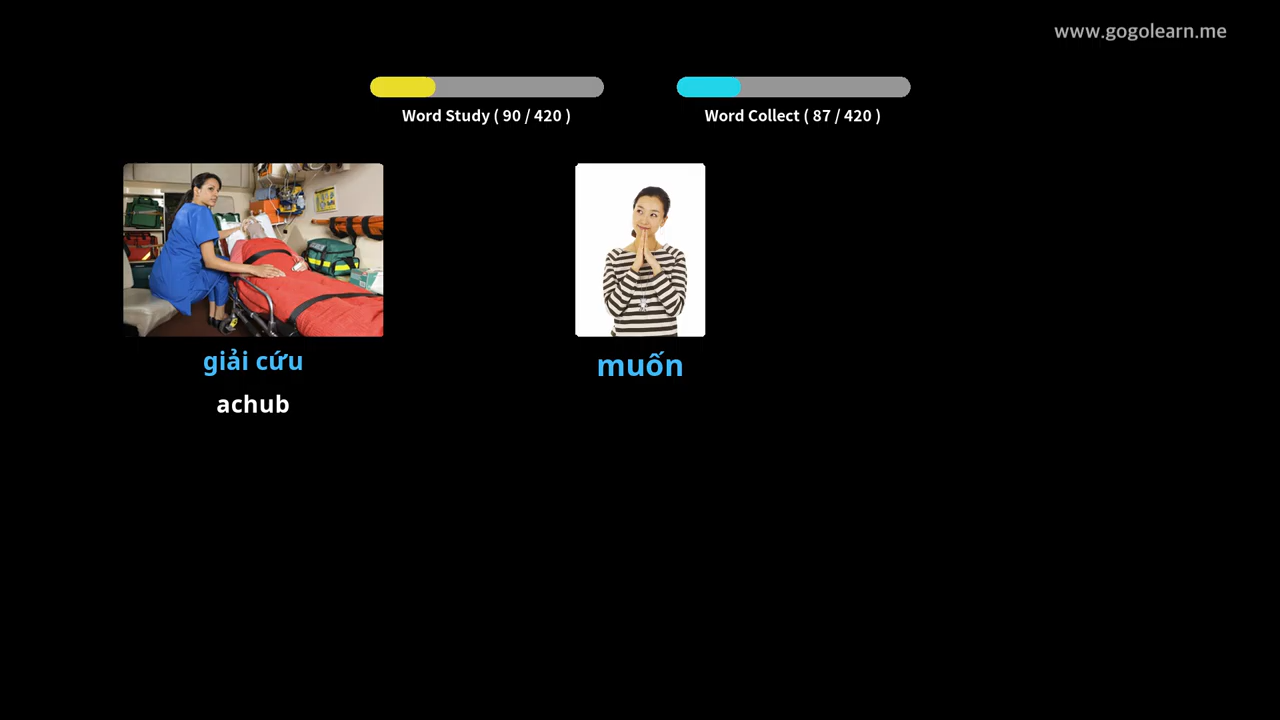 www.gogolearn.me
Word Study ( 90 / 420 )
Word Collect ( 87 / 420 )
giải cứu
achub
muốn